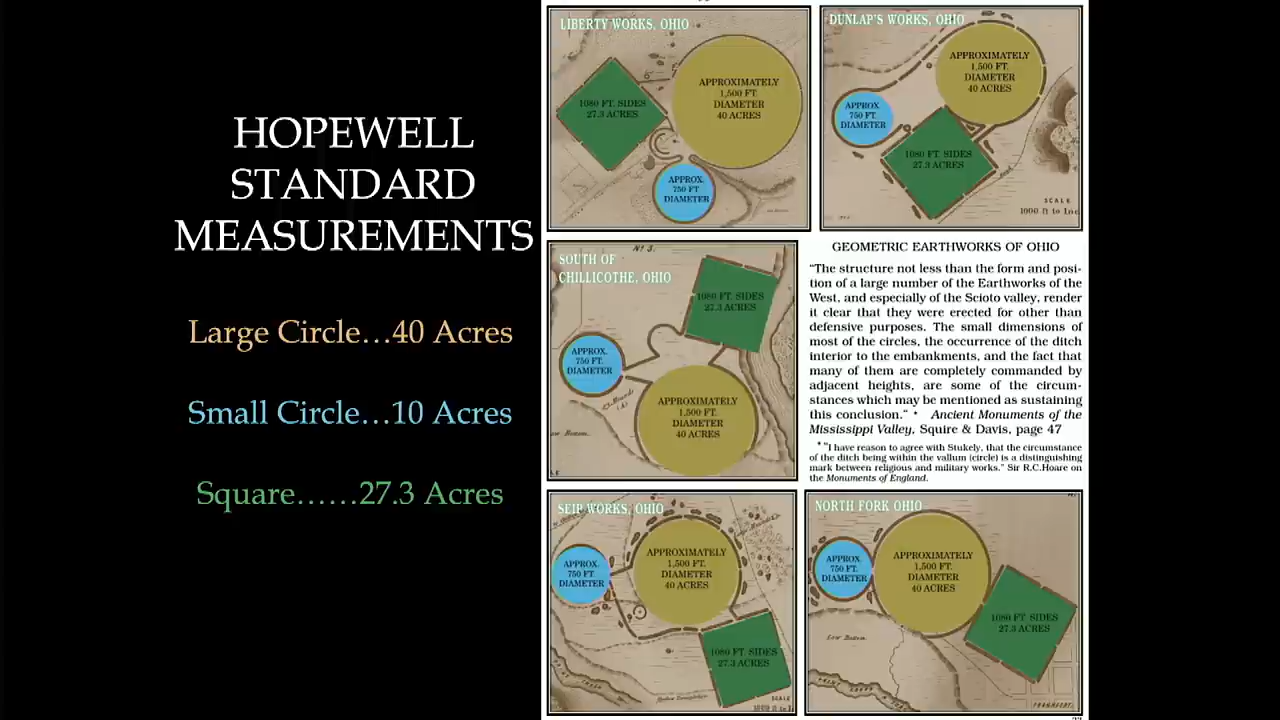 HOPEWELL
STANDARD
MEASUREMENTS
Large Circle...40 Acres
Small Circle...10 Acres
Square......27.3 Acres
LIBERTY WORKS, OHIO
1080 FT. SIDES
27.3 ACRES
APPROXIMATELY
1,500 FT.
DIAMETER
40 ACRES
APPROX.
750 FT
DIAMETER
DUNLAP'S WORKS, OHIO
APPROXIMATELY
1,500 FT.
DIAMETER
40 ACRES
APPROX.
750 FT.
DIAMETER
1080 FT. SIDES
27.3 ACRES
SCALE
1000 ft to 1
Nº 3.
SOUTH OF
CHILLICOTHE, OHIO
1080 FT. SIDES
27.3 ACRES
APPROX.
750 FT.
DIAMETER
APPROXIMATELY
1,500 FT.
DIAMETER
40 ACRES
GEOMETRIC EARTHWORKS OF OHIO
"The structure not less than the form and posi-
tion of a large number of the Earthworks of the
West, and especially of the Scioto valley, render
it clear that they were erected for other than
defensive purposes. The small dimensions of
most of the circles, the occurrence of the ditch
interior to the embankments, and the fact that
many of them are completely commanded by
adjacent heights, are some of the circum-
stances which may be mentioned as sustaining
this conclusion." * Ancient Monuments of the
Mississippi Valley, Squire & Davis, page 47
* "I have reason to agree with Stukely, that the circumstance
of the ditch being within the vallum (circle) is a distinguishing
mark between religious and military works." Sir R.C.Hoare on
the Monuments of England.
SEIP WORKS, OHIO
APPROX.
750 FT.
DIAMETER
APPROXIMATELY
1,500 FT.
DIAMETER
40 ACRES
1080 FT. SIDES
27.3 ACRES
SCALE
NORTH FORK OHIO
APPROX.
750 FT.
DIAMETER
APPROXIMATELY
1,500 FT.
DIAMETER
40 ACRES
1080 FT. SIDES
27.3 ACRES
Low Bottom